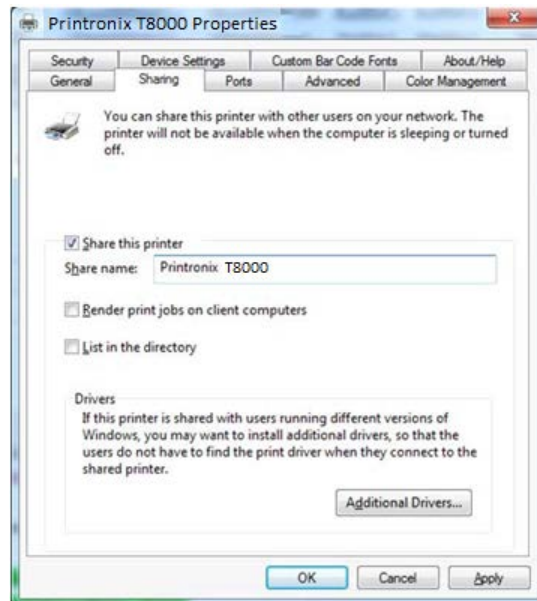 Printronix T8000 Properties
Security Device Settings Custom Bar Code Fonts About/Help
General Sharing Ports Advanced Color Management
You can share this printer with other users on your network. The
printer will not be available when the computer is sleeping or turned
off.
Share this printer
Share name: Printronix T8000
Render print jobs on client computers
List in the directory
Drivers
If this printer is shared with users running different versions of
Windows, you may want to install additional drivers, so that the
users do not have to find the print driver when they connect to the
shared printer.
Additional Drivers...
OK Cancel Apply